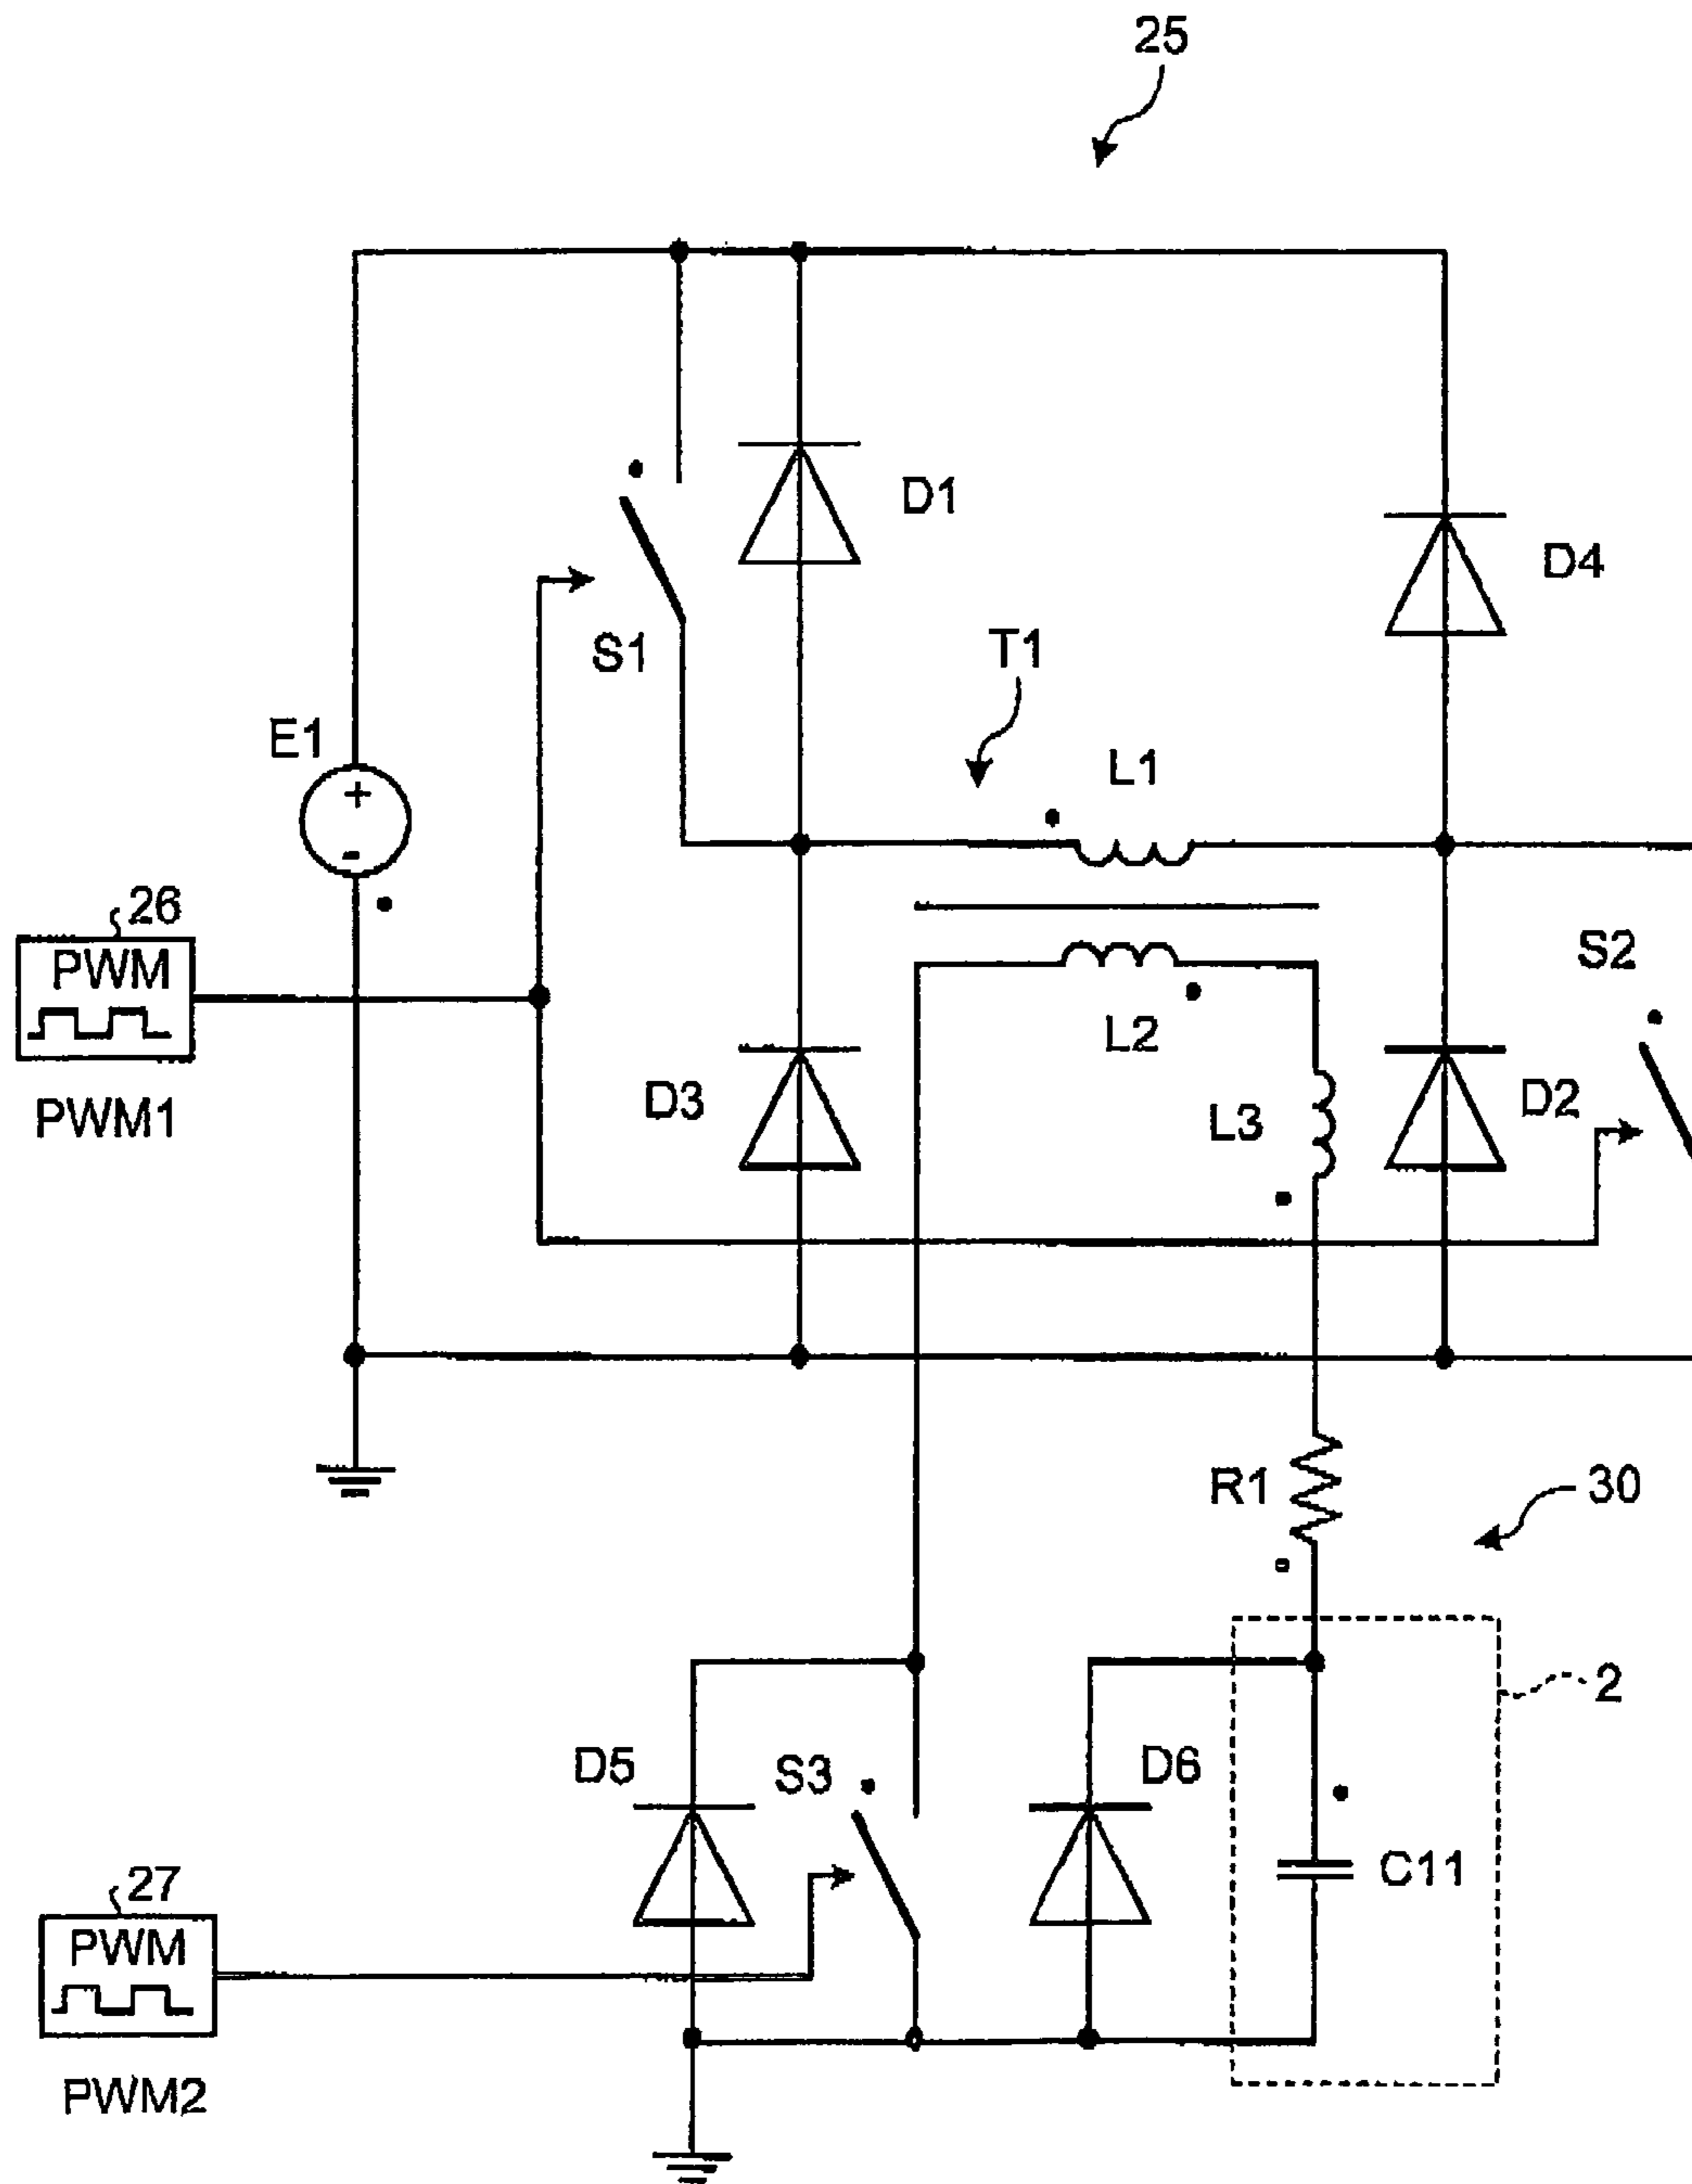 25
D1
D4
S1
T1
E1
L1
+
-
26
PWM
PWM1
S2
L2
D3
L3
D2
R1
30
2
D5
S3
D6
C11
27
PWM
PWM2